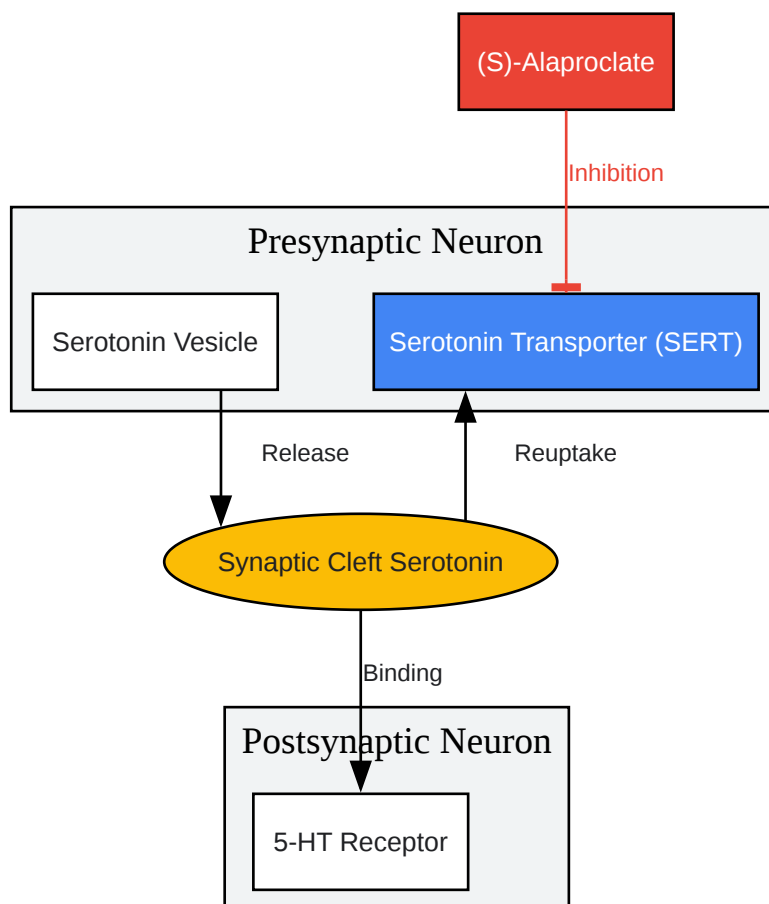 (S)-Alaproclate
Inhibition
Presynaptic Neuron
Serotonin Vesicle
Serotonin Transporter (SERT)
Release
Reuptake
Synaptic Cleft Serotonin
Binding
Postsynaptic Neuron
5-HT Receptor